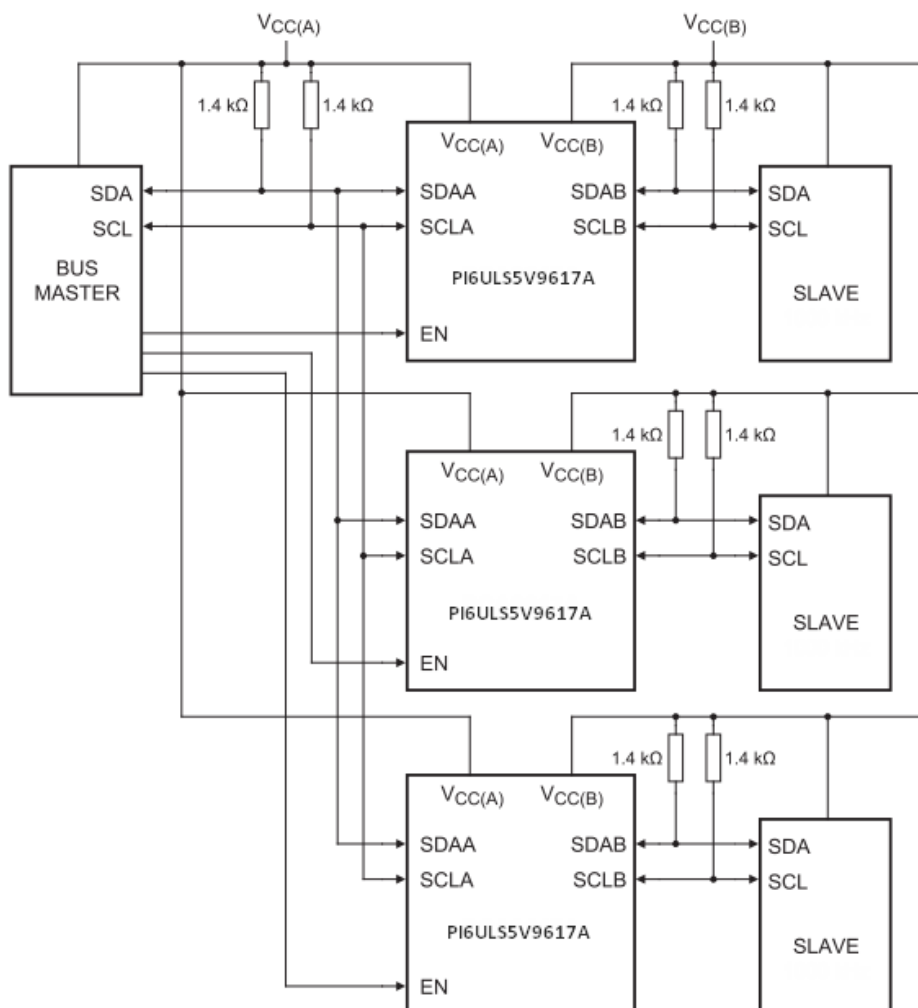 VCC(A)
VCC(B)
1.4 kΩ
1.4 kΩ
1.4 kΩ
1.4 kΩ
VCC(A)
VCC(B)
SDA
SCL
BUS
MASTER
SDAA
SCLA
SDAB
SCLB
PI6ULS5V9617A
EN
SDA
SCL
SLAVE
1.4 kΩ
1.4 kΩ
VCC(A)
VCC(B)
SDAA
SCLA
SDAB
SCLB
PI6ULS5V9617A
EN
SDA
SCL
SLAVE
1.4 kΩ
1.4 kΩ
VCC(A)
VCC(B)
SDAA
SCLA
SDAB
SCLB
PI6ULS5V9617A
EN
SDA
SCL
SLAVE